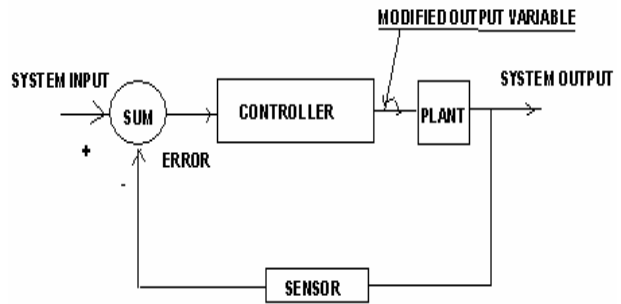 MODIFIED OUTPUT VARIABLE
SYSTEM INPUT
SYSTEM OUTPUT
SUM
CONTROLLER
PLANT
+
ERROR
-
SENSOR